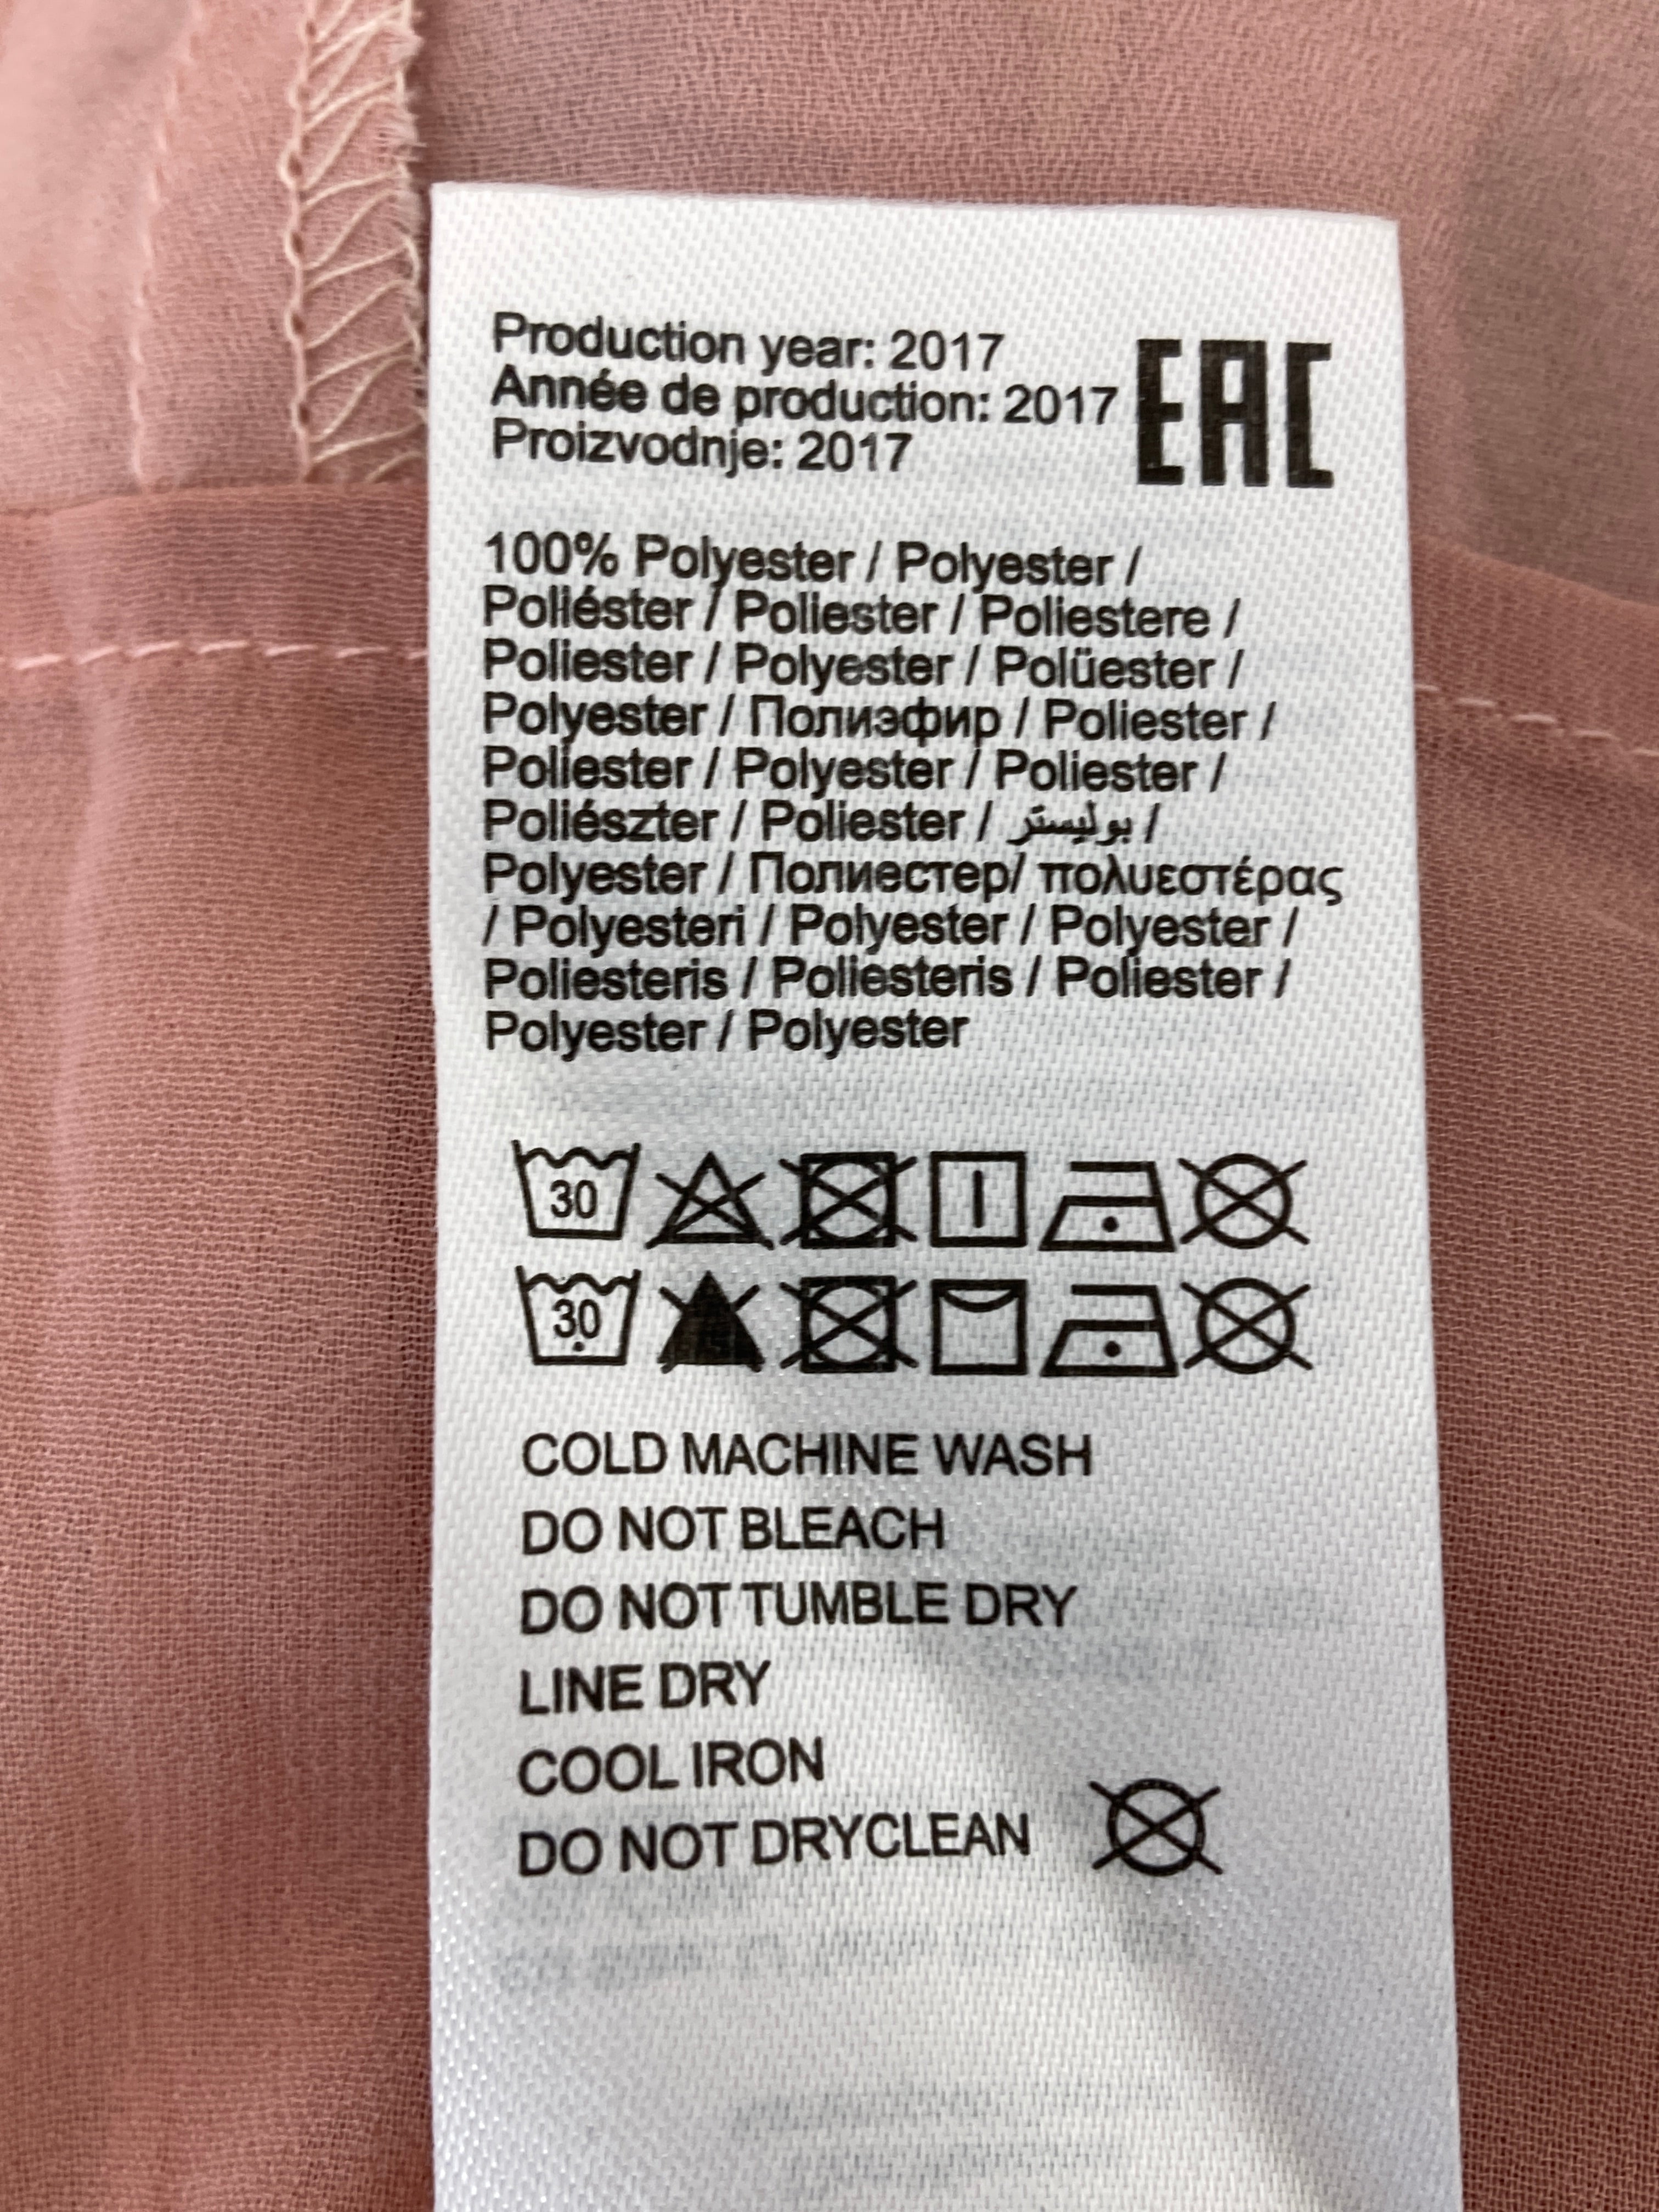 Production year: 2017
Année de production: 2017
Proizvodnje: 2017
EAC
100% Polyester / Polyester /
Poliéster / Poliester / Poliestere /
Poliester / Polyester / Polüester /
Polyester / Полиэфир / Poliester /
Poliester / Polyester / Poliester /
Poliészter / Poliester / بوليستر /
Polyester / Полиестер/ πολυεστέρας
/ Polyesteri / Polyester / Polyester /
Poliesteris / Poliesteris / Poliester /
Polyester / Polyester
30
30
COLD MACHINE WASH
DO NOT BLEACH
DO NOT TUMBLE DRY
LINE DRY
COOL IRON
DO NOT DRYCLEAN